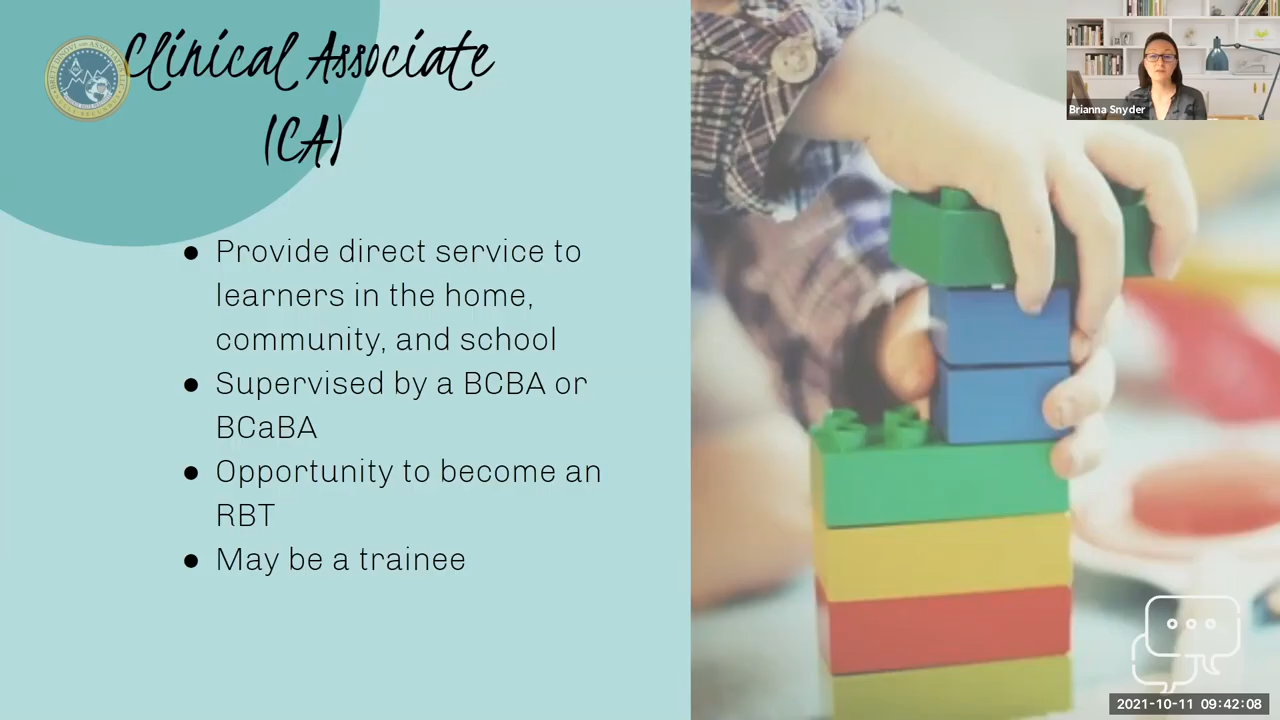 Clinical Associate
(CA)
Provide direct service to
learners in the home,
community, and school
Supervised by a BCBA or
BCaBA
Opportunity to become an
RBT
May be a trainee
Brianna Snyder
2021-10-11 09:42:08